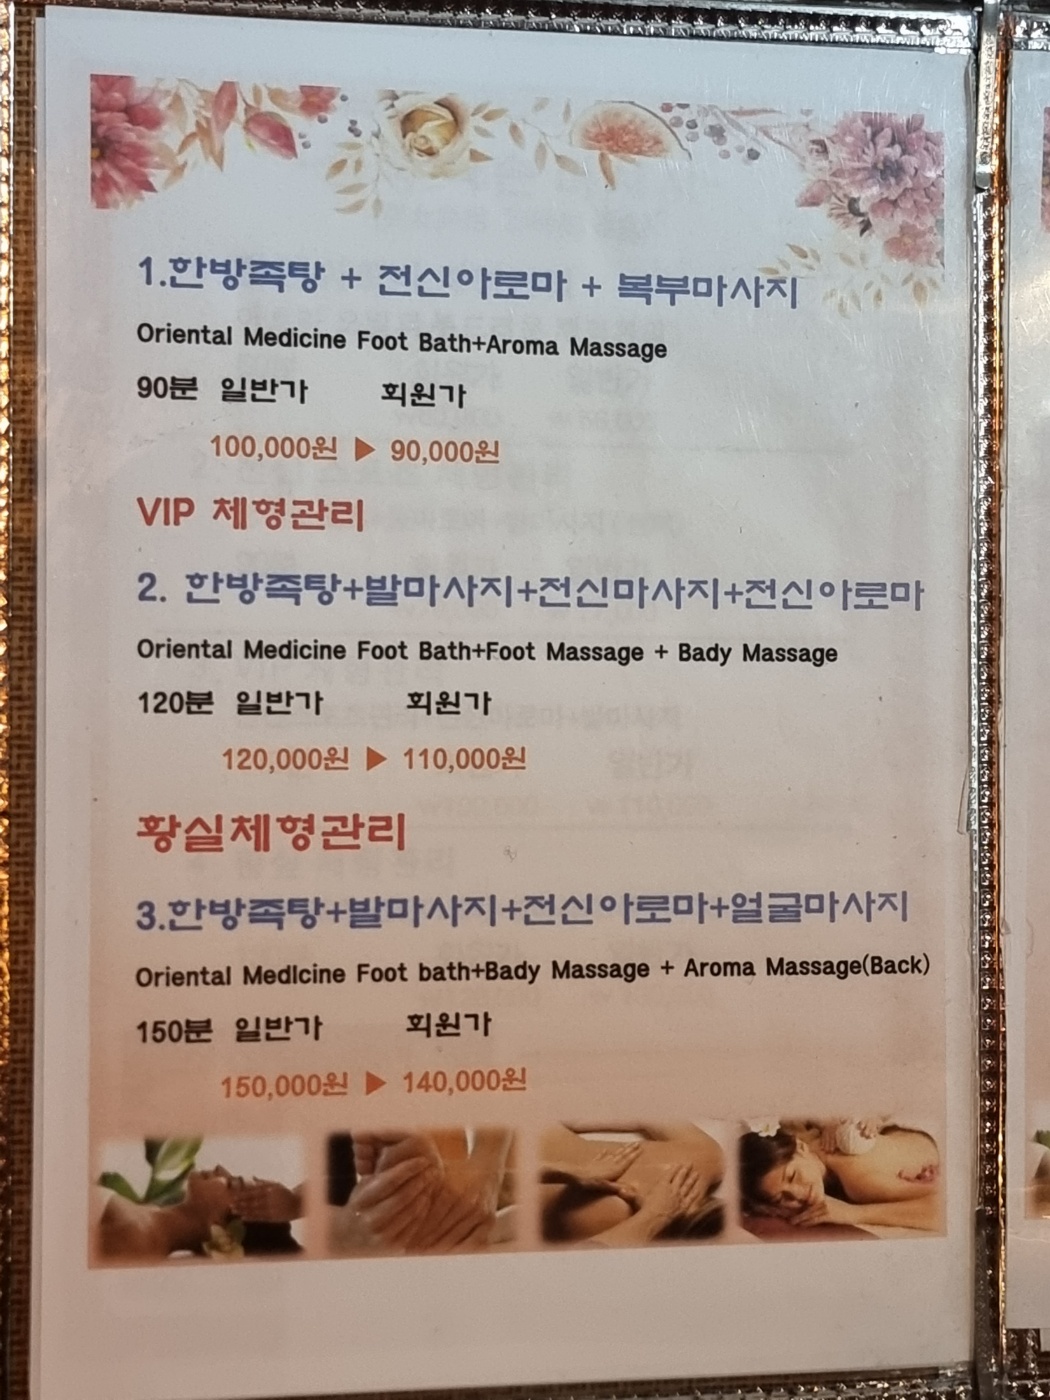 1.한방족탕 + 전신아로마 + 복부마사지
Oriental Medicine Foot Bath+Aroma Massage
90분 일반가 회원가
100,000원 ▶ 90,000원
VIP 체형관리
2. 한방족탕+발마사지+전신마사지+전신아로마
Oriental Medicine Foot Bath+Foot Massage + Bady Massage
120분 일반가 회원가
120,000원 ▶ 110,000원
황실체형관리
3.한방족탕+발마사지+전신아로마+얼굴마사지
Oriental Medlcine Foot bath+Bady Massage + Aroma Massage(Back)
150분 일반가 회원가
150,000원 ▶ 140,000원